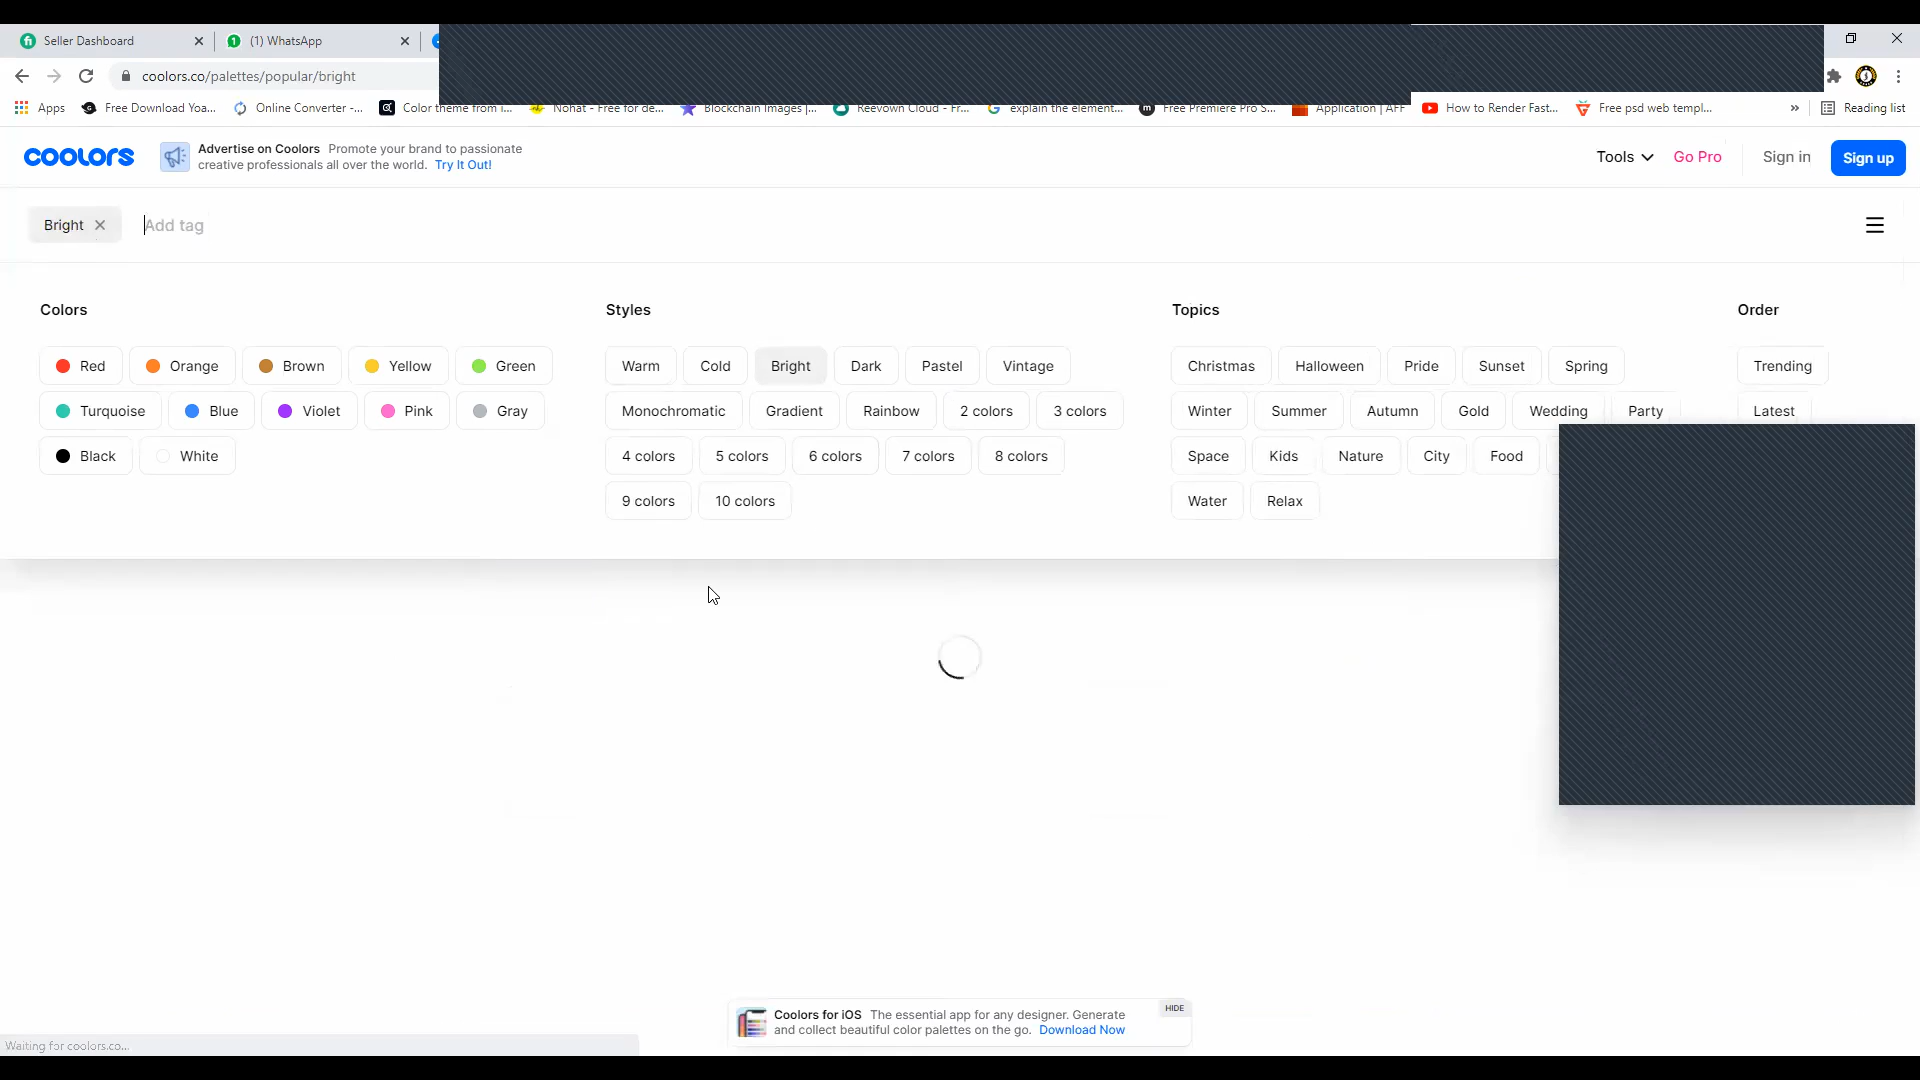 Seller Dashboard
(1) WhatsApp
coolors.co/palettes/popular/bright
Apps
Free Download Yoa...
Online Converter -...
Color theme from i...
Nohat - Free for de...
Blockchain Images |...
Reevown Cloud - Fr...
explain the element...
Free Premiere Pro S...
Application | AFF
How to Render Fast...
Free psd web templ...
»
Reading list
coolors
Advertise on Coolors Promote your brand to passionate
creative professionals all over the world. Try It Out!
Tools
Go Pro
Sign in
Sign up
Bright
Add tag
Colors
Red
Orange
Brown
Yellow
Green
Turquoise
Blue
Violet
Pink
Gray
Black
White
Styles
Warm
Cold
Bright
Dark
Pastel
Vintage
Monochromatic
Gradient
Rainbow
2 colors
3 colors
4 colors
5 colors
6 colors
7 colors
8 colors
9 colors
10 colors
Topics
Christmas
Halloween
Pride
Sunset
Spring
Winter
Summer
Autumn
Gold
Wedding
Party
Space
Kids
Nature
City
Food
Water
Relax
Order
Trending
Latest
Coolors for iOS The essential app for any designer. Generate
and collect beautiful color palettes on the go. Download Now
HIDE
Waiting for coolors.co...